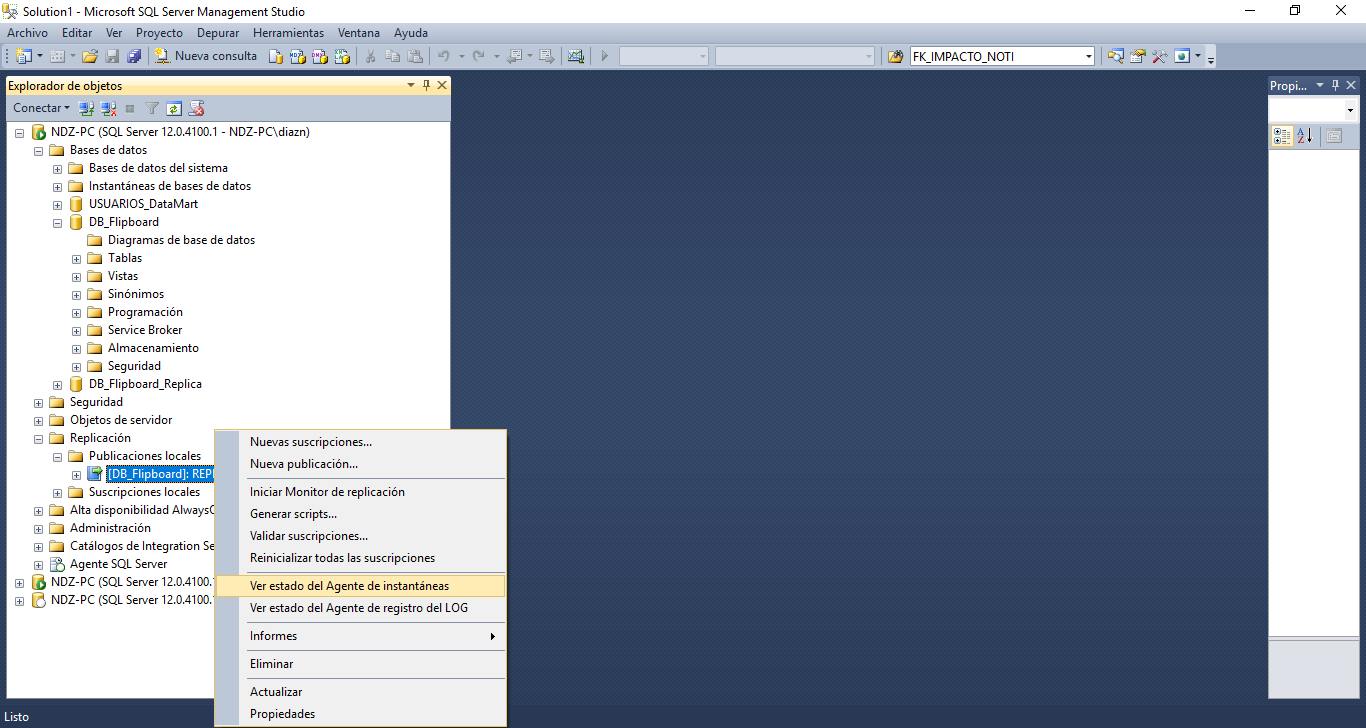 Solution1 - Microsoft SQL Server Management Studio
Archivo Editar Ver Proyecto Depurar Herramientas Ventana Ayuda
Nueva consulta FK_IMPACTO_NOTI
Explorador de objetos
Propi...
Conectar
NDZ-PC (SQL Server 12.0.4100.1 - NDZ-PC\diazn)
Bases de datos
Bases de datos del sistema
Instantáneas de bases de datos
USUARIOS_DataMart
DB_Flipboard
Diagramas de base de datos
Tablas
Vistas
Sinónimos
Programación
Service Broker
Almacenamiento
Seguridad
DB_Flipboard_Replica
Seguridad
Objetos de servidor
Replicación
Publicaciones locales
[DB_Flipboard]: REPL
Suscripciones locales
Alta disponibilidad AlwaysO
Administración
Catálogos de Integration Se
Agente SQL Server
NDZ-PC (SQL Server 12.0.4100.1
NDZ-PC (SQL Server 12.0.4100.1
Nuevas suscripciones...
Nueva publicación...
Iniciar Monitor de replicación
Generar scripts...
Validar suscripciones...
Reinicializar todas las suscripciones
Ver estado del Agente de instantáneas
Ver estado del Agente de registro del LOG
Informes
Eliminar
Actualizar
Propiedades
Listo